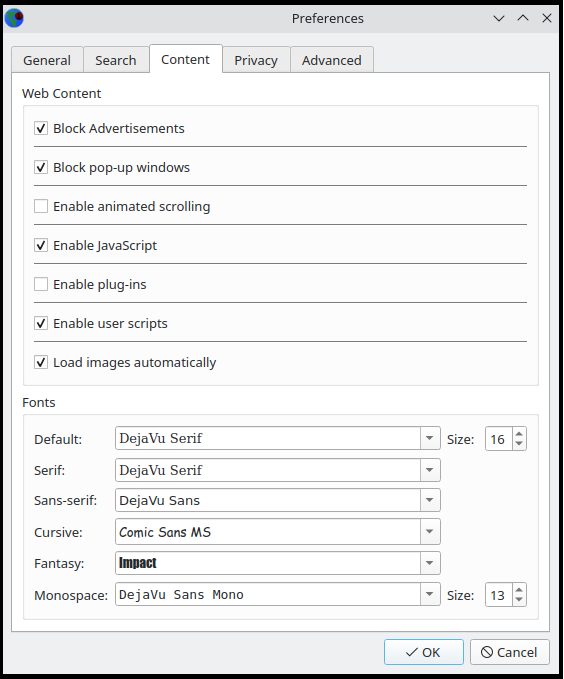 Preferences
General Search Content Privacy Advanced
Web Content
Block Advertisements
Block pop-up windows
Enable animated scrolling
Enable JavaScript
Enable plug-ins
Enable user scripts
Load images automatically
Fonts
Default: DejaVu Serif Size: 16
Serif: DejaVu Serif
Sans-serif: DejaVu Sans
Cursive: Comic Sans MS
Fantasy: Impact
Monospace: DejaVu Sans Mono Size: 13
OK Cancel